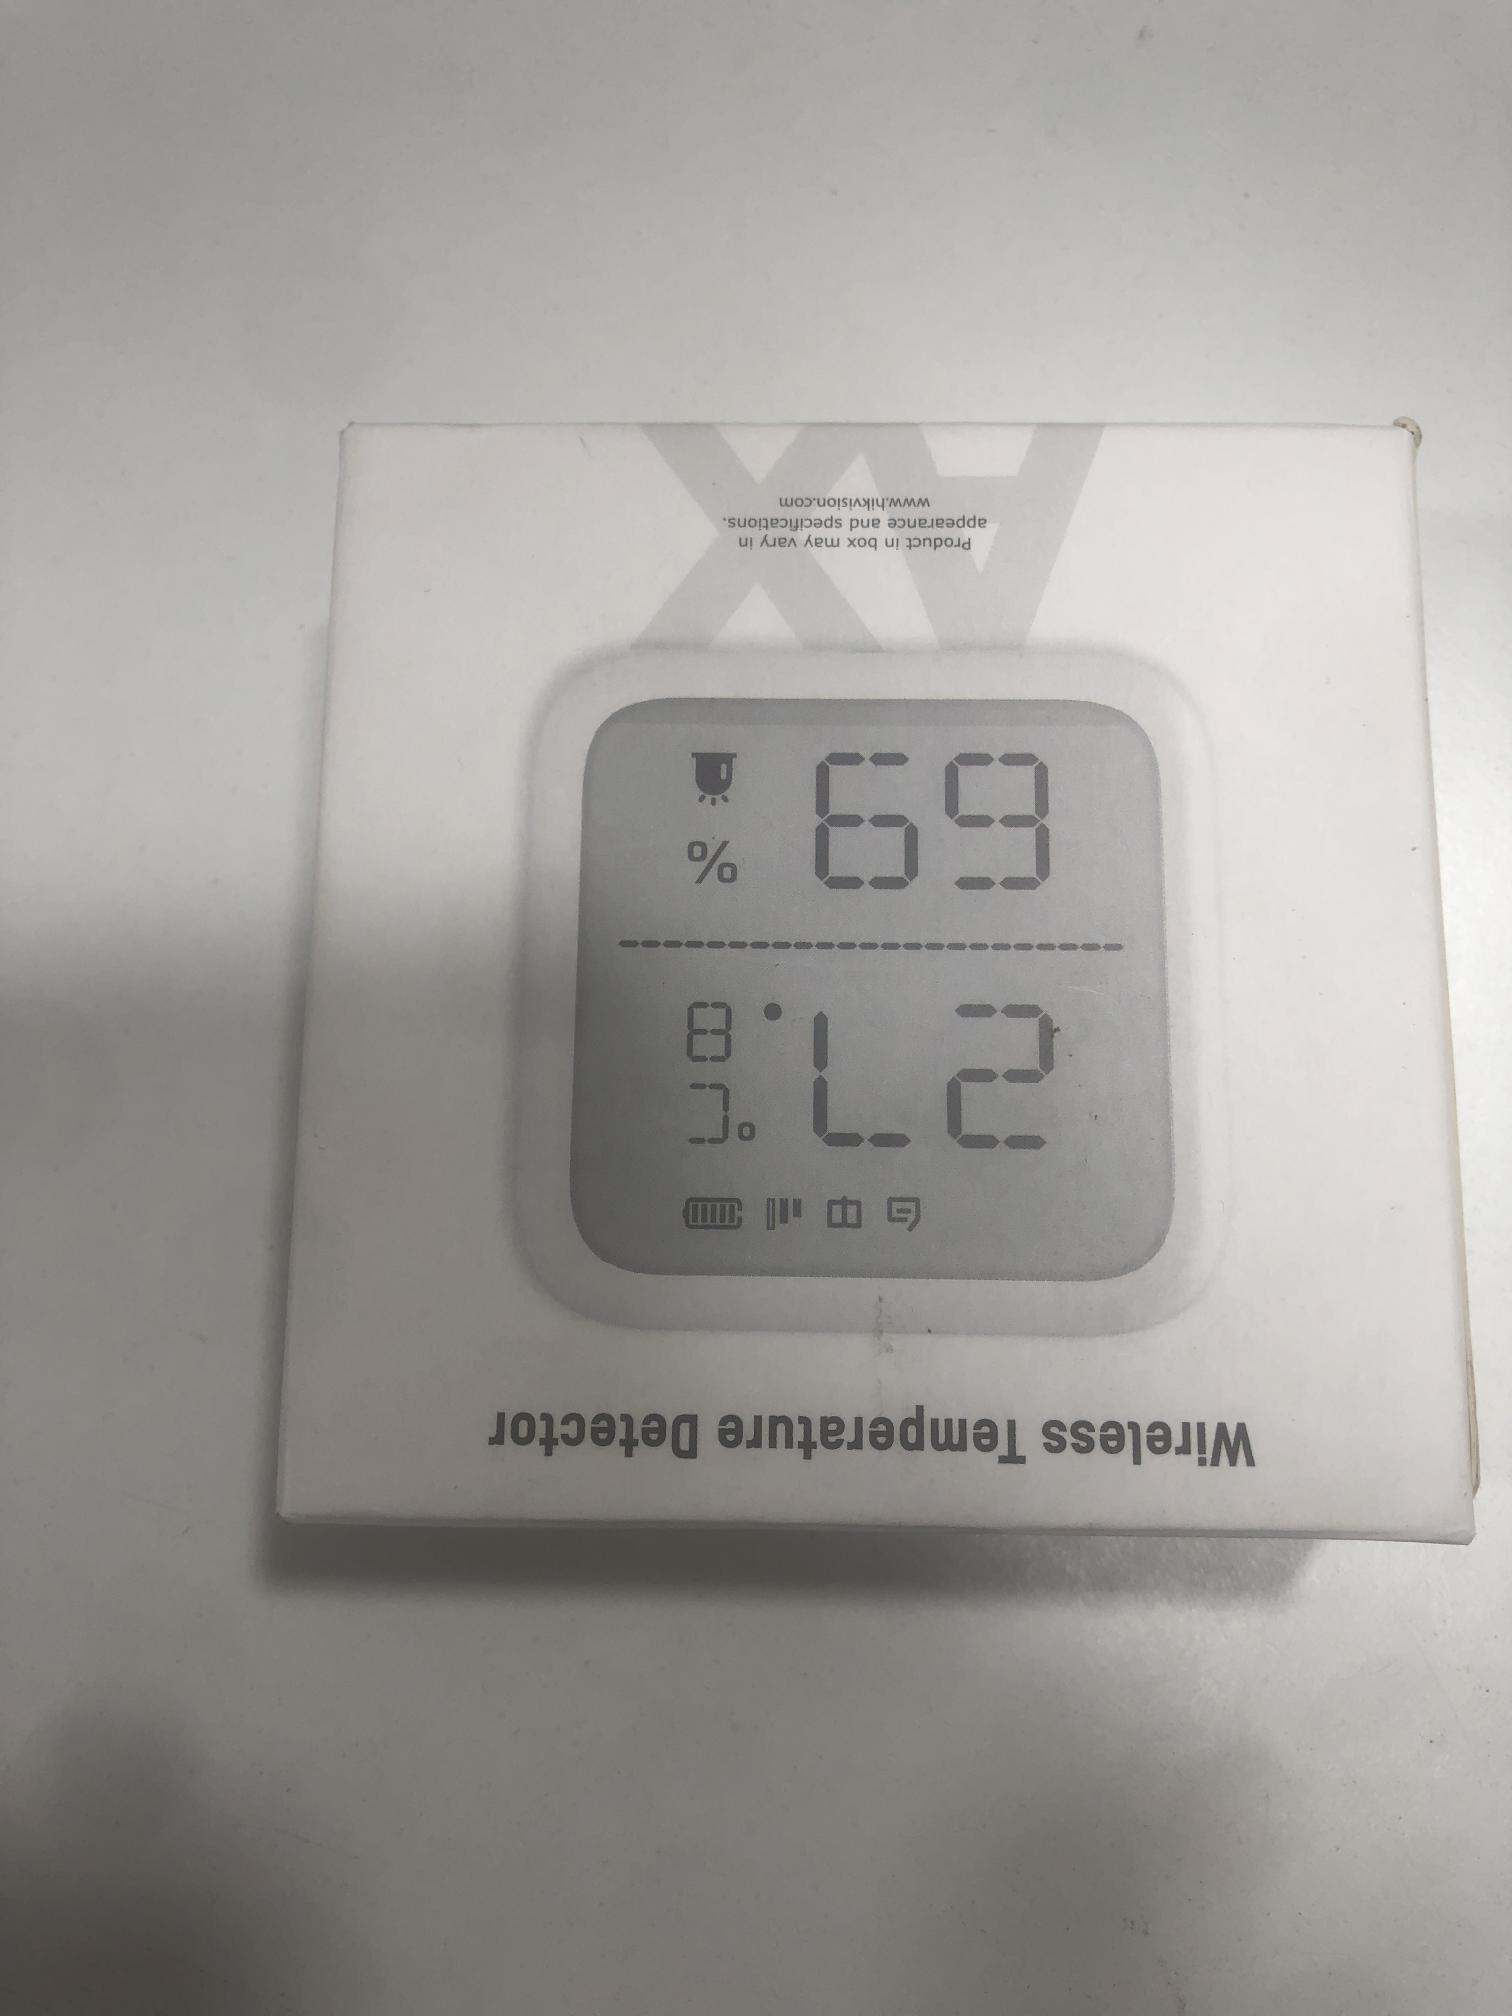 Wireless Temperature Detector
27.8 °C
69 %
Product in box may vary in
appearance and specifications.
www.hikvision.com
AX